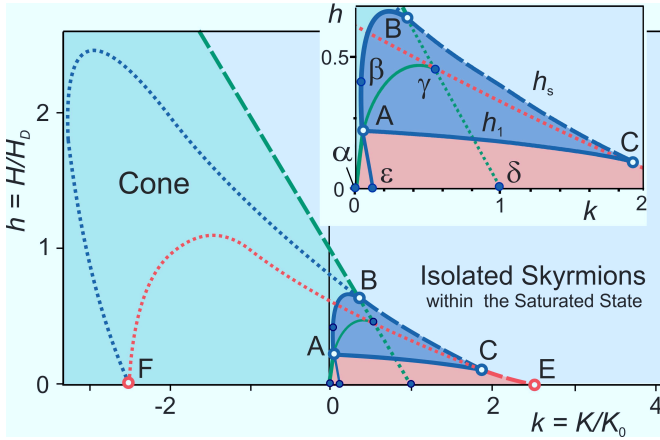 h
B
0.5
β
γ
hₛ
A
h₁
C
α
ε
δ
0
0
1
2
k
h = H/H_D
2
1
0
Cone
Isolated Skyrmions
within the Saturated State
B
A
C
E
F
-2
0
2
4
k = K/K₀